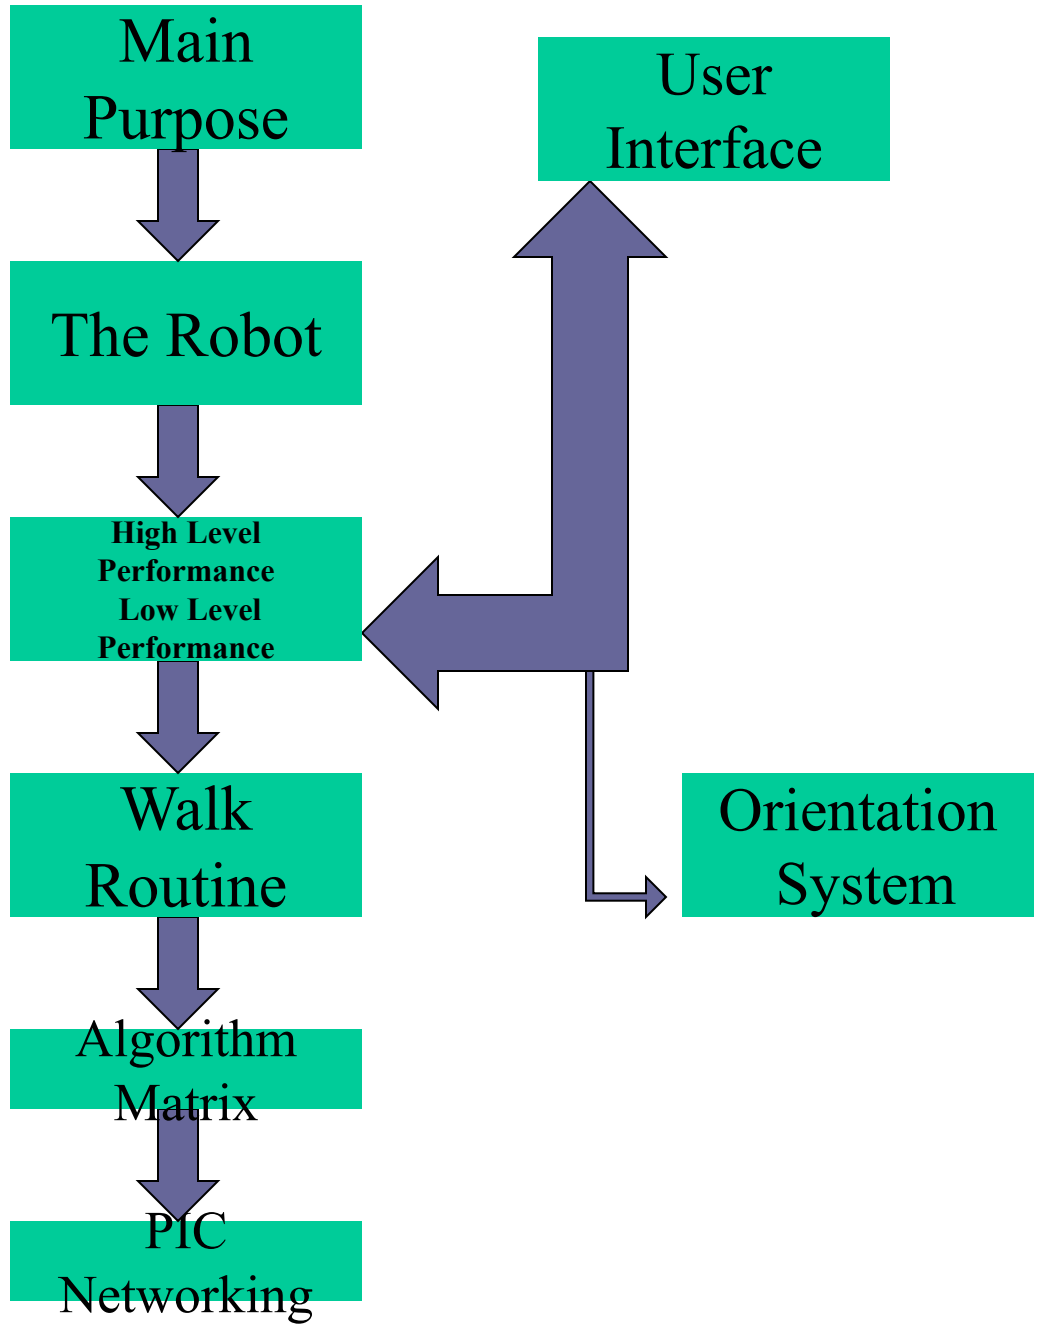 Main
Purpose
User
Interface
The Robot
High Level
Performance
Low Level
Performance
Walk
Routine
Orientation
System
Algorithm
Matrix
PIC
Networking